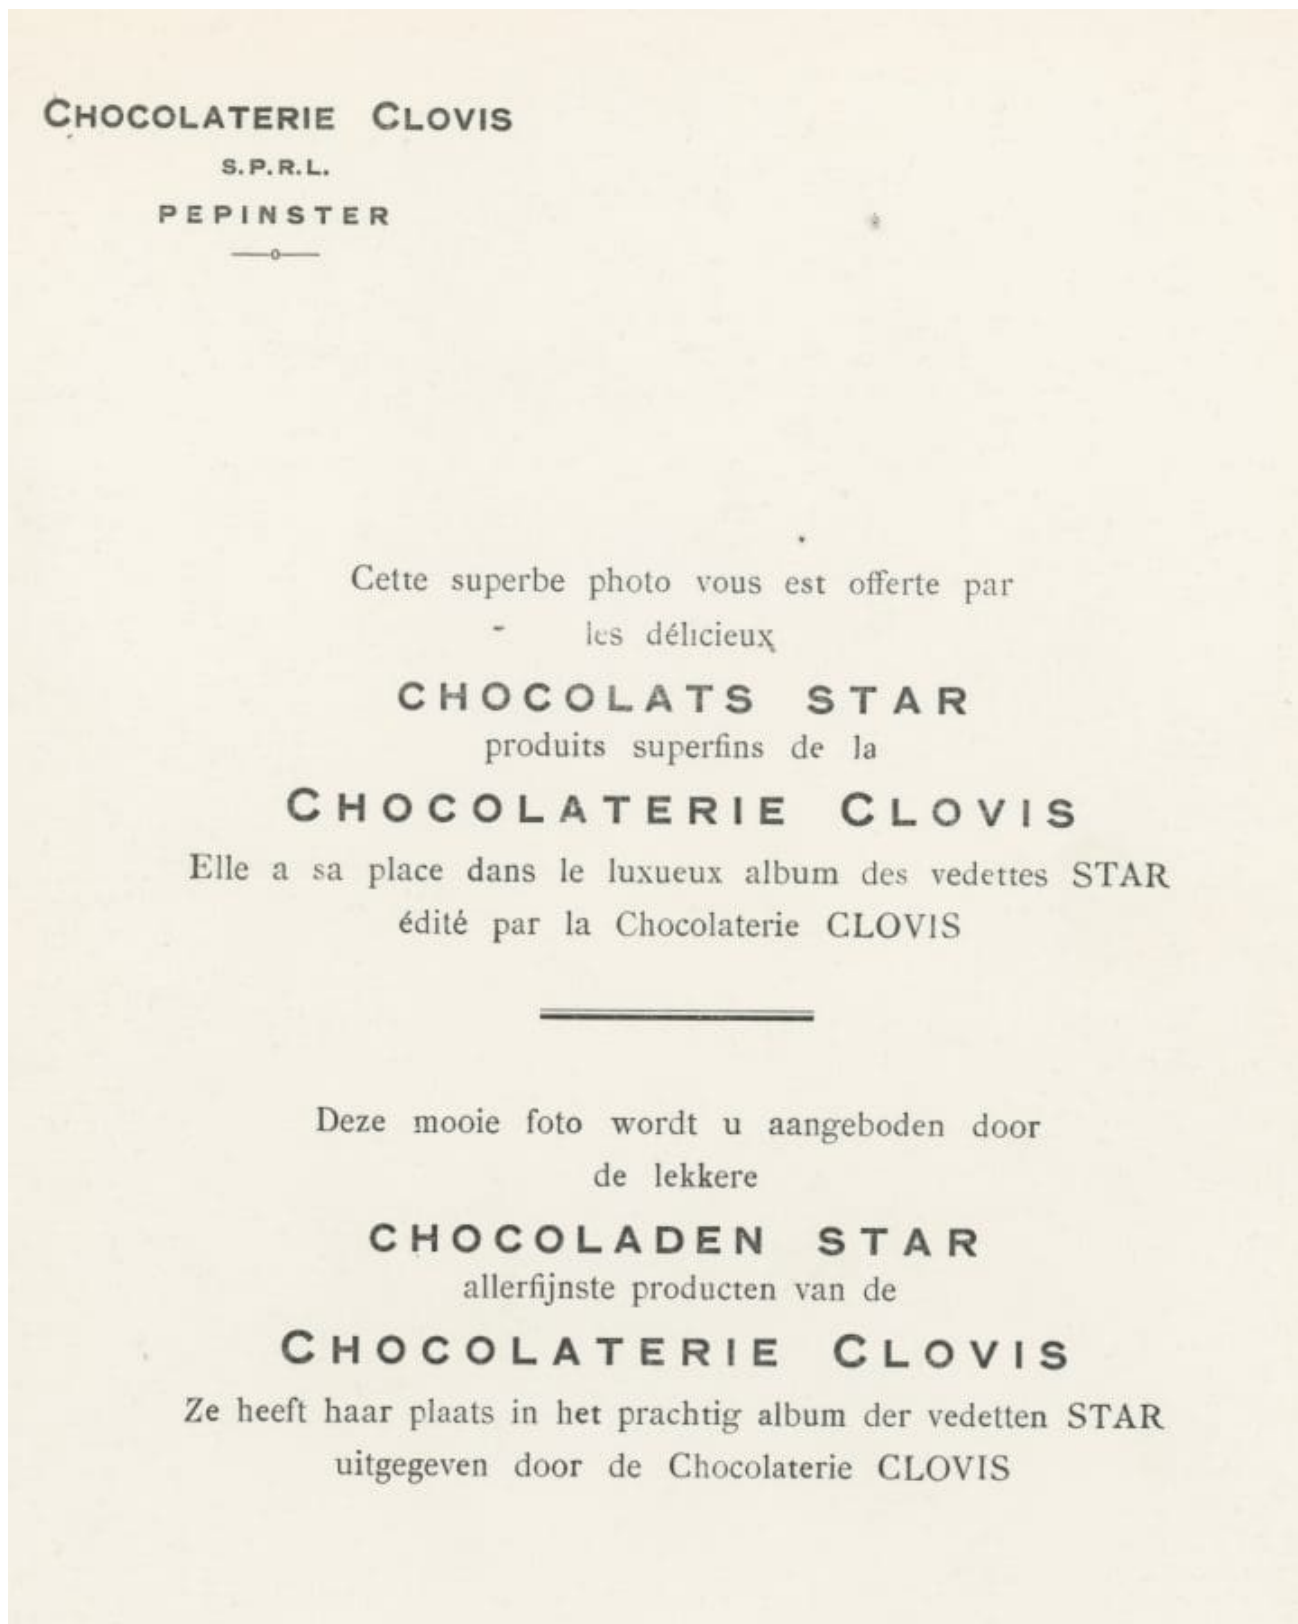 CHOCOLATERIE CLOVIS
S.P.R.L.
PEPINSTER
Cette superbe photo vous est offerte par
les délicieux
CHOCOLATS STAR
produits superfins de la
CHOCOLATERIE CLOVIS
Elle a sa place dans le luxueux album des vedettes STAR
édité par la Chocolaterie CLOVIS
Deze mooie foto wordt u aangeboden door
de lekkere
CHOCOLADEN STAR
allerfijnste producten van de
CHOCOLATERIE CLOVIS
Ze heeft haar plaats in het prachtig album der vedetten STAR
uitgegeven door de Chocolaterie CLOVIS